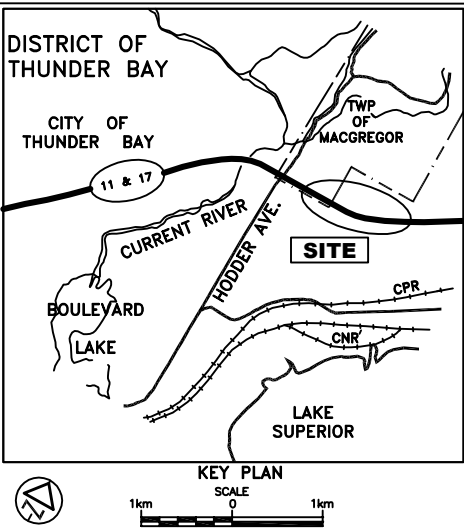 DISTRICT OF
THUNDER BAY
CITY OF
THUNDER BAY
TWP
OF
MACGREGOR
11 & 17
CURRENT RIVER
HODDER AVE.
SITE
BOULEVARD
LAKE
CPR
CNR
LAKE
SUPERIOR
KEY PLAN
SCALE
1km 0 1km
N